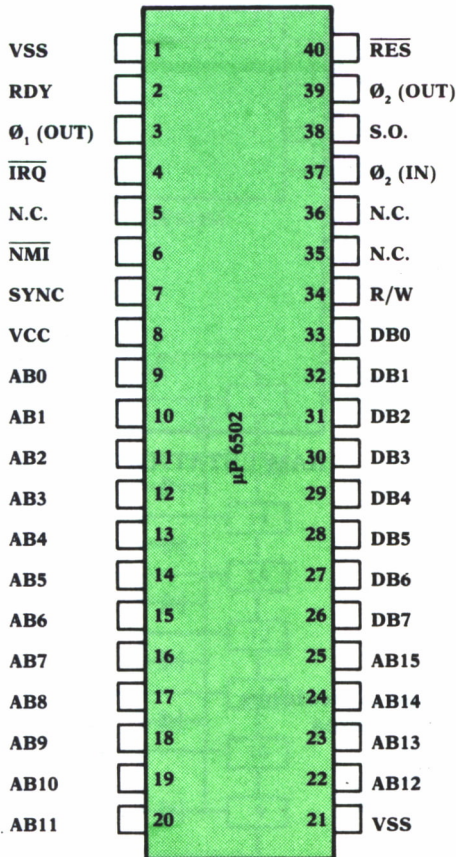 VSS 1 40 RES
RDY 2 39 Ø₂ (OUT)
Ø₁ (OUT) 3 38 S.O.
IRQ 4 37 Ø₂ (IN)
N.C. 5 36 N.C.
NMI 6 35 N.C.
SYNC 7 34 R/W
VCC 8 33 DB0
AB0 9 32 DB1
AB1 10 31 DB2
AB2 11 30 DB3
AB3 12 29 DB4
AB4 13 28 DB5
AB5 14 27 DB6
AB6 15 26 DB7
AB7 16 25 AB15
AB8 17 24 AB14
AB9 18 23 AB13
AB10 19 22 AB12
AB11 20 21 VSS
µP 6502